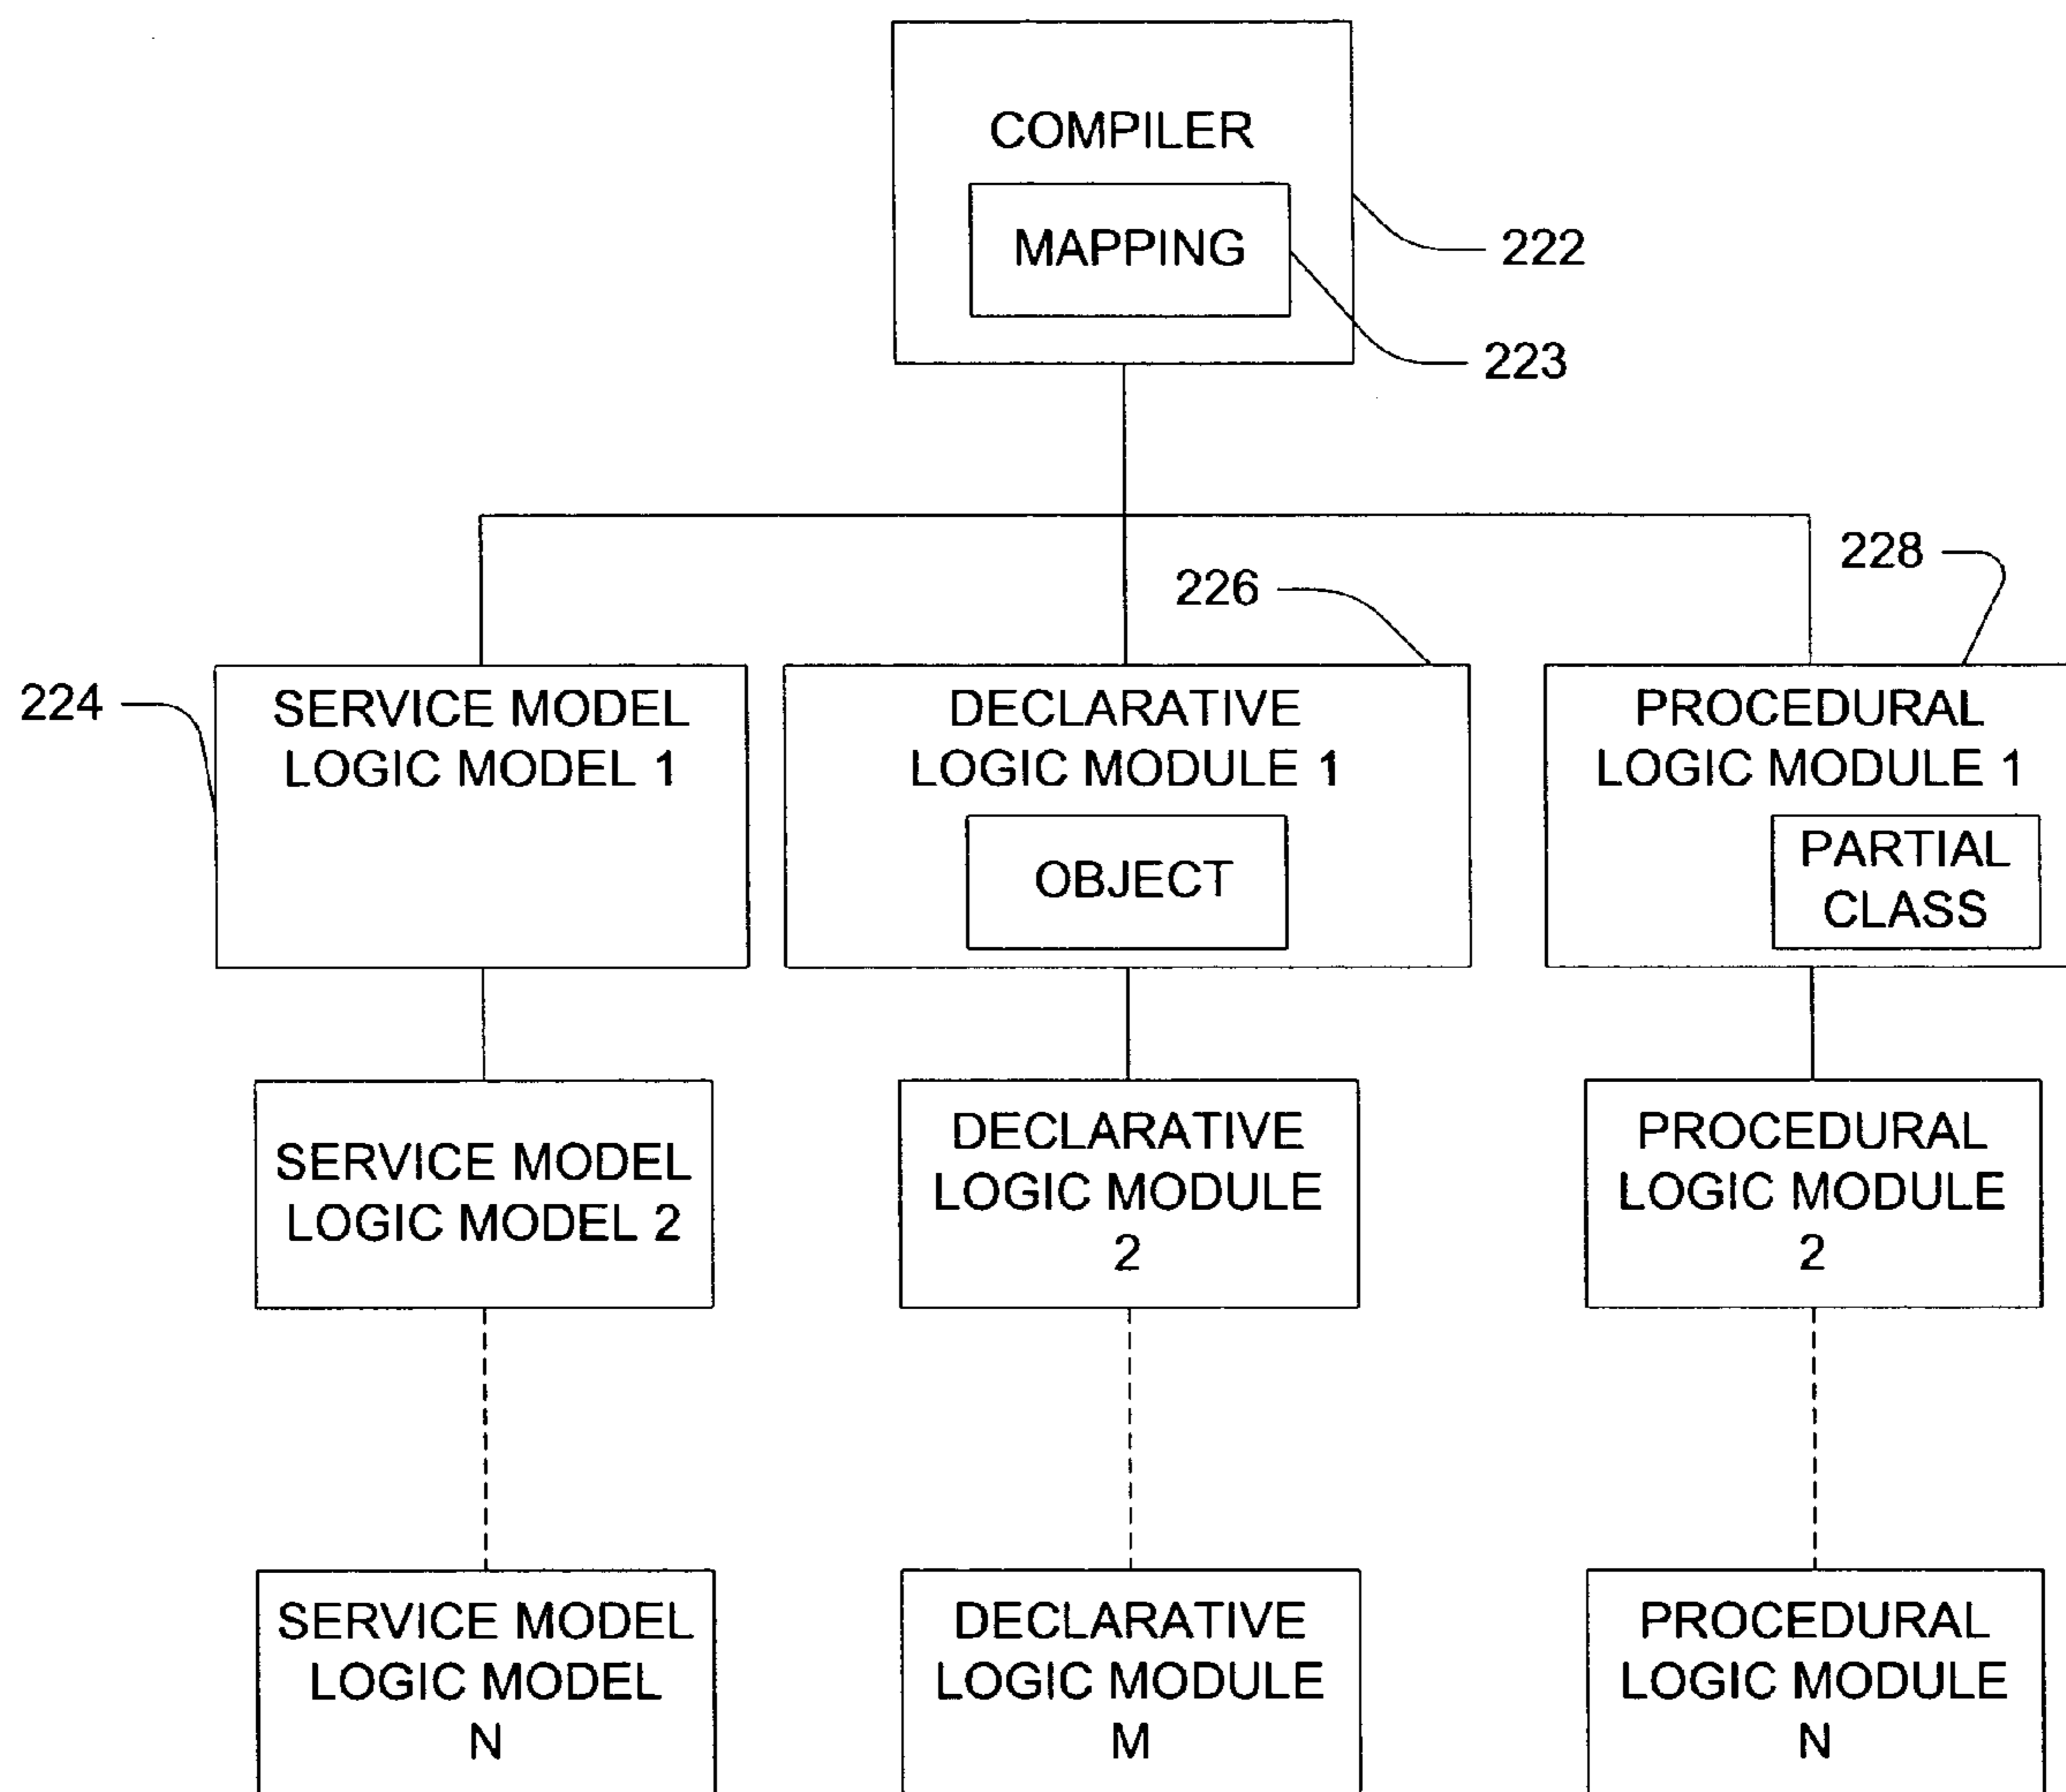 COMPILER
MAPPING
222
223
228
226
224
SERVICE MODEL
LOGIC MODEL 1
DECLARATIVE
LOGIC MODULE 1
OBJECT
PROCEDURAL
LOGIC MODULE 1
PARTIAL
CLASS
SERVICE MODEL
LOGIC MODEL 2
DECLARATIVE
LOGIC MODULE
2
PROCEDURAL
LOGIC MODULE
2
SERVICE MODEL
LOGIC MODEL
N
DECLARATIVE
LOGIC MODULE
M
PROCEDURAL
LOGIC MODULE
N